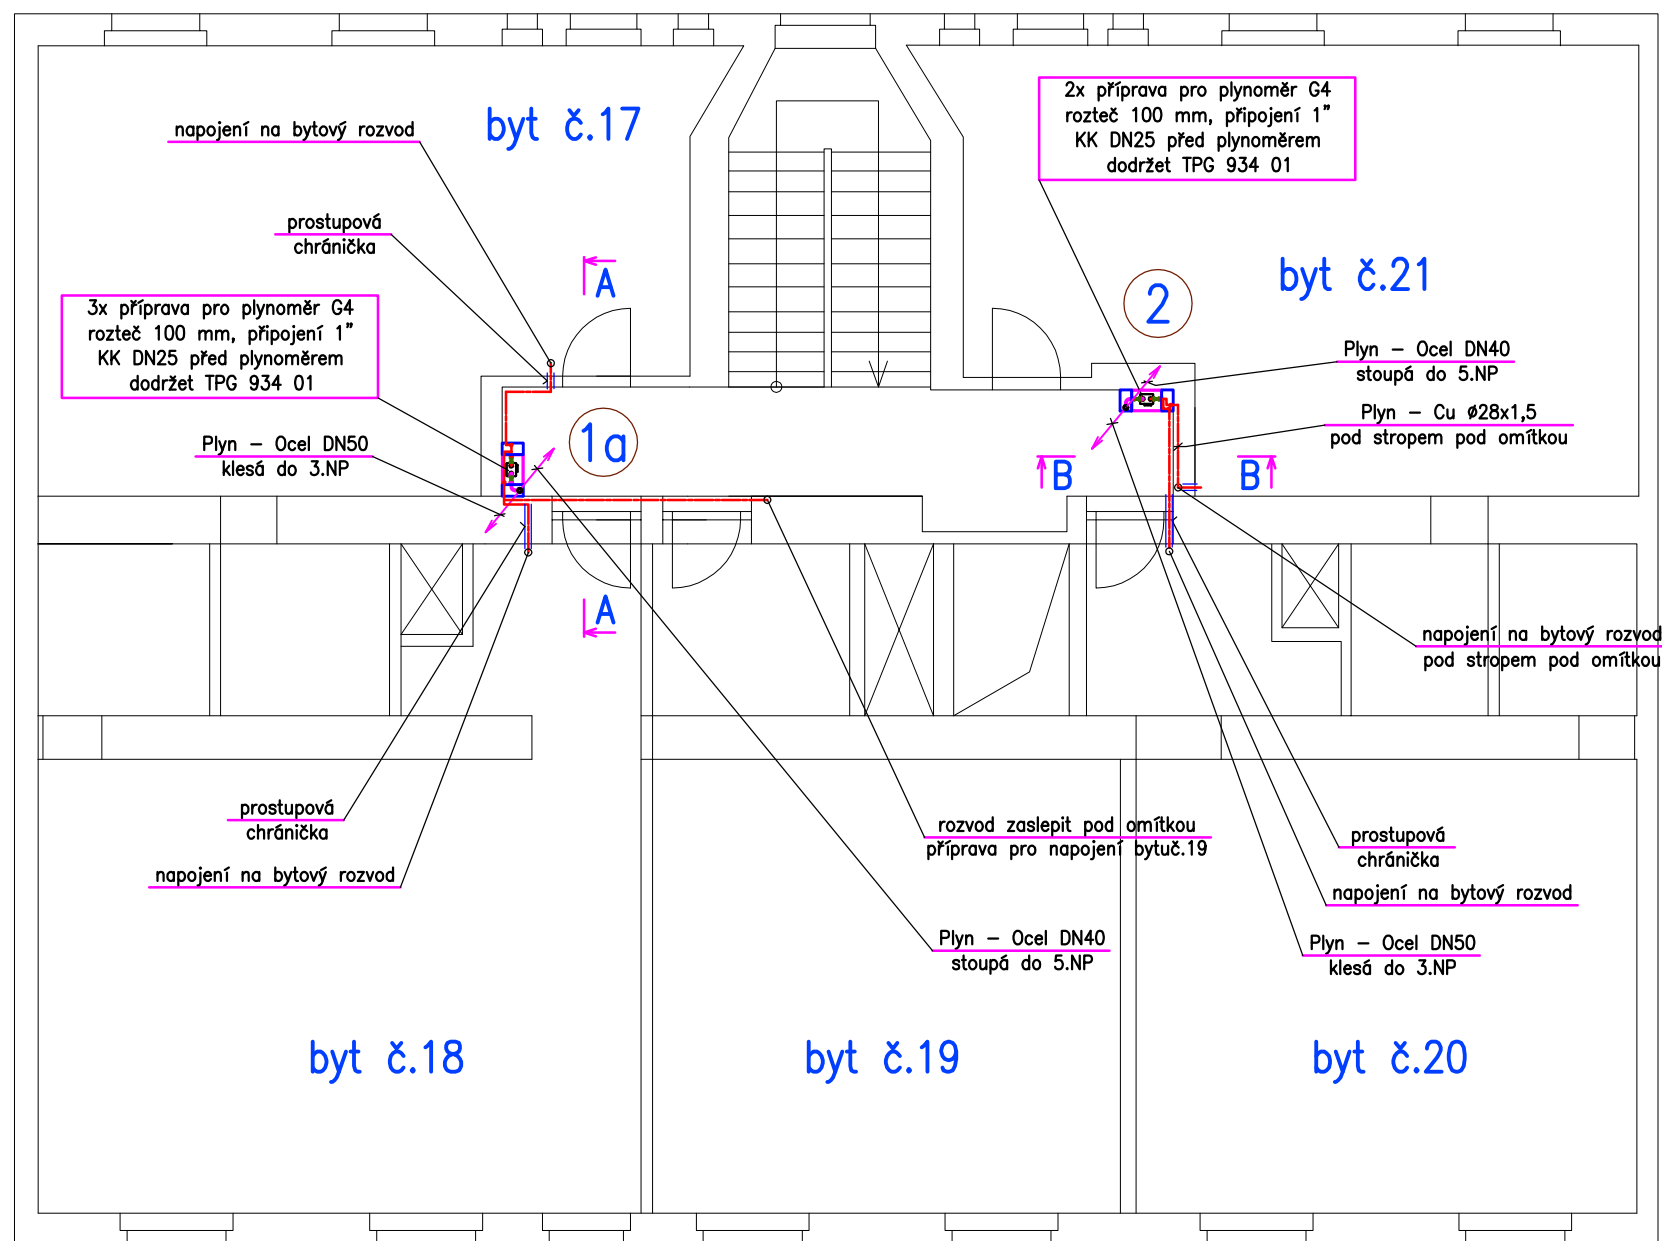 napojení na bytový rozvod
byt č.17
2x příprava pro plynoměr G4
rozteč 100 mm, připojení 1"
KK DN25 před plynoměrem
dodržet TPG 934 01
prostupová
chránička
A
byt č.21
2
3x příprava pro plynoměr G4
rozteč 100 mm, připojení 1"
KK DN25 před plynoměrem
dodržet TPG 934 01
Plyn – Ocel DN40
stoupá do 5.NP
Plyn – Cu ø28x1,5
pod stropem pod omítkou
1a
Plyn – Ocel DN50
klesá do 3.NP
B
B
A
napojení na bytový rozvod
pod stropem pod omítkou
prostupová
chránička
napojení na bytový rozvod
rozvod zaslepit pod omítkou
příprava pro napojení bytuč.19
prostupová
chránička
napojení na bytový rozvod
Plyn – Ocel DN40
stoupá do 5.NP
Plyn – Ocel DN50
klesá do 3.NP
byt č.18
byt č.19
byt č.20